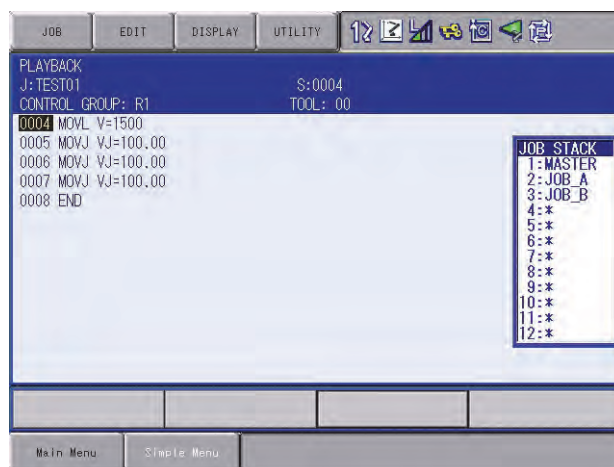 JOB EDIT DISPLAY UTILITY
PLAYBACK
J:TEST01 S:0004
CONTROL GROUP: R1 TOOL: 00
0004 MOVL V=1500
0005 MOVJ VJ=100.00
0006 MOVJ VJ=100.00
0007 MOVJ VJ=100.00
0008 END
JOB STACK
1:MASTER
2:JOB_A
3:JOB_B
4:*
5:*
6:*
7:*
8:*
9:*
10:*
11:*
12:*
Main Menu Simple Menu